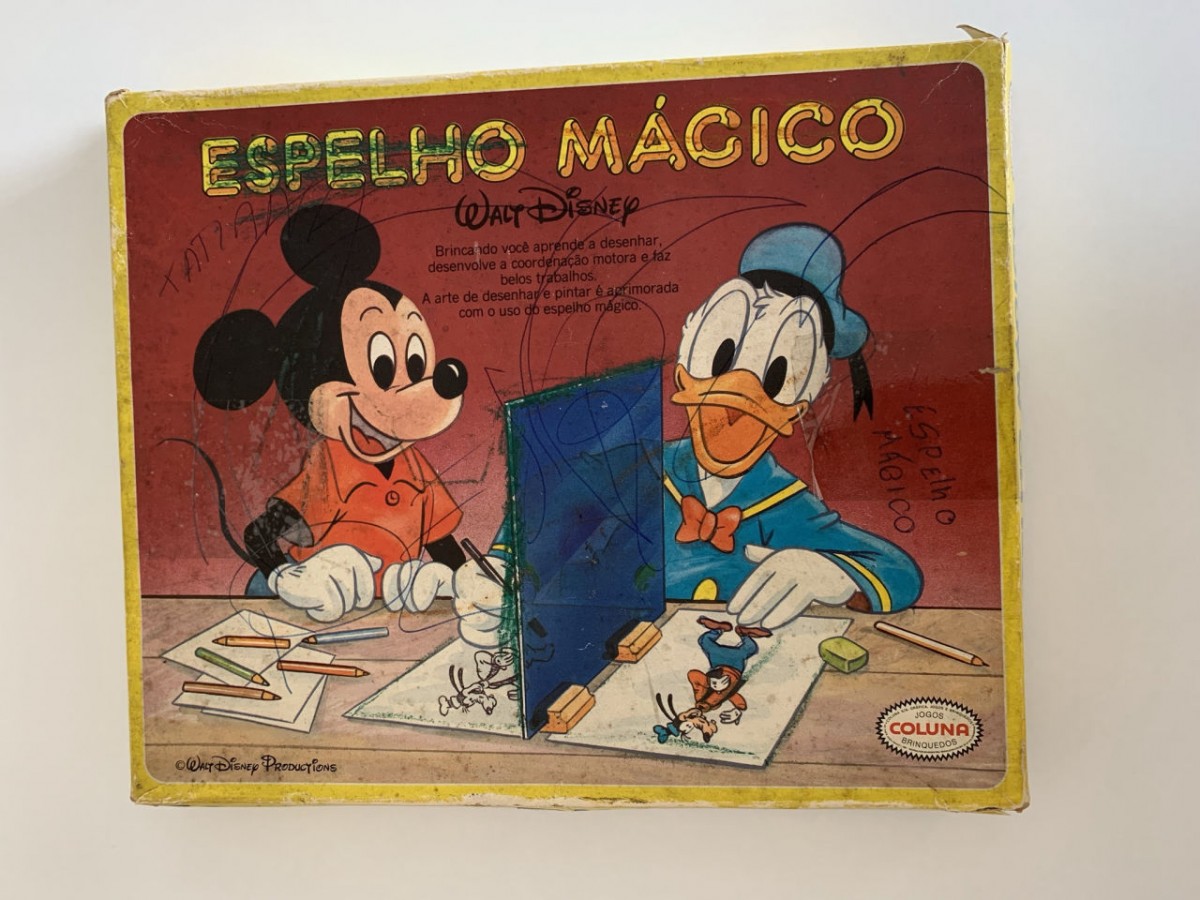 ESPELHO MÁGICO
WALT DISNEY
Brincando você aprende a desenhar,
desenvolve a coordenação motora e faz
belos trabalhos.
A arte de desenhar e pintar é aprimorada
com o uso do espelho mágico.
ESPElhO
MÁGICO
JOGOS
COLUNA
BRINQUEDOS
© WALT DISNEY PRODUCTIONS